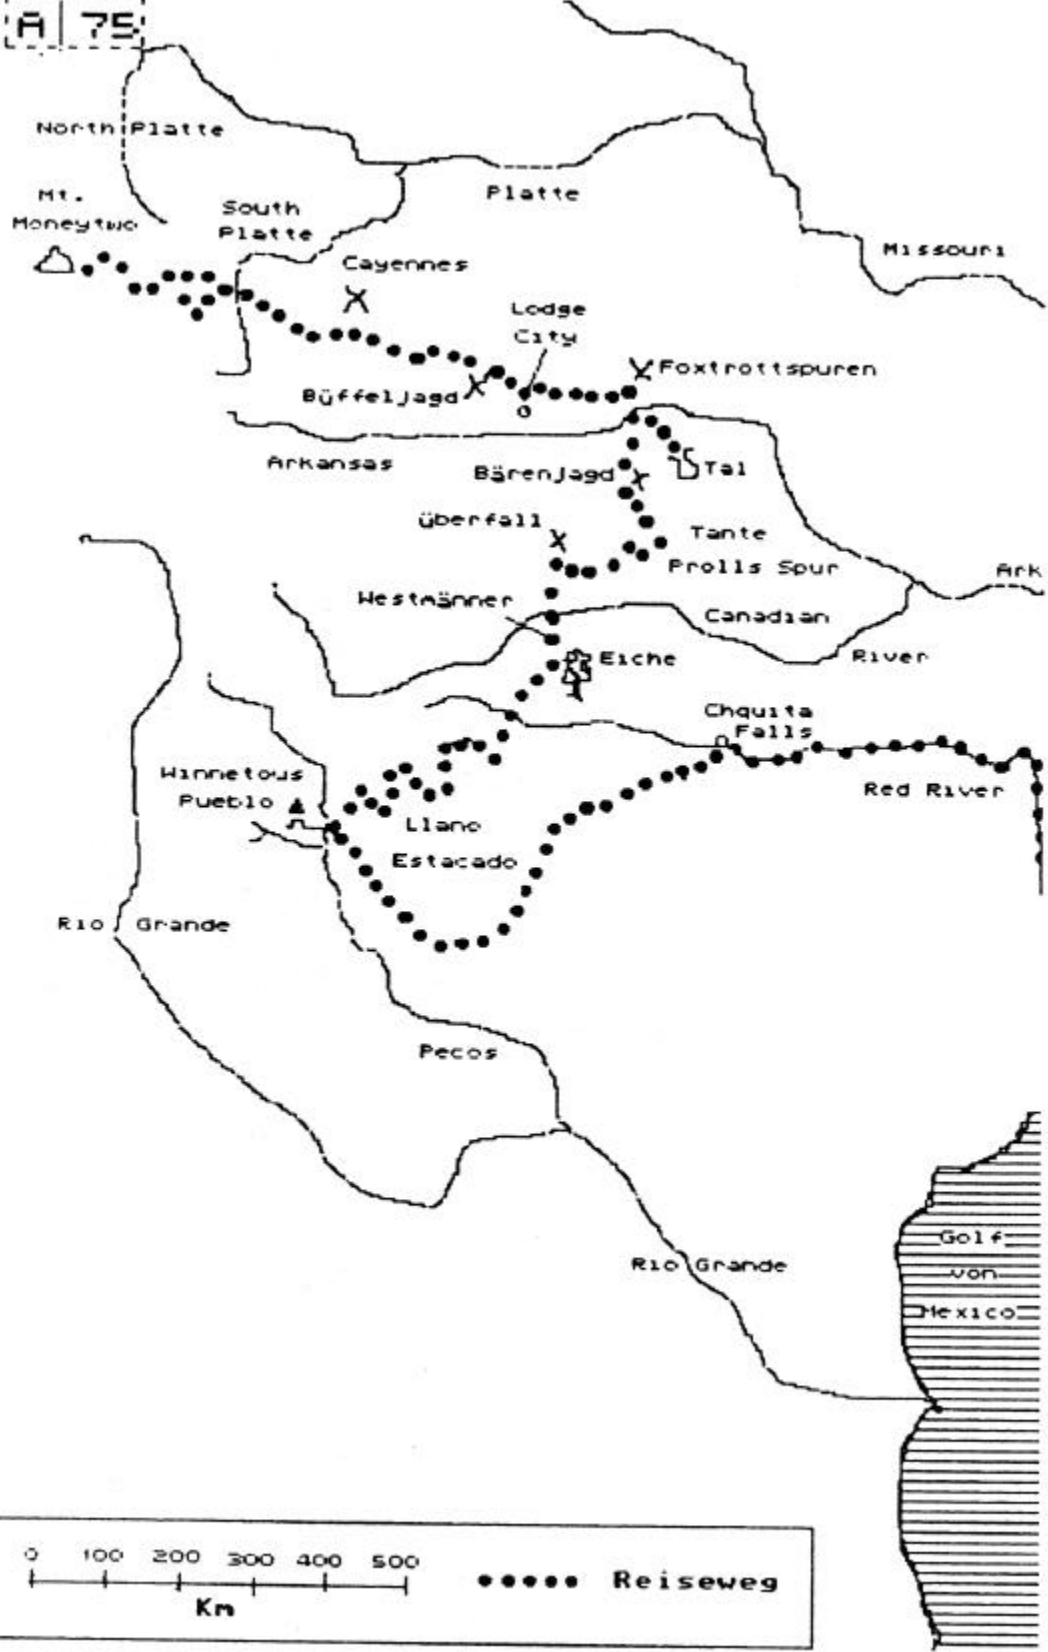 A 75
North Platte
Mt.
Moneytwo
South
Platte
Platte
Missouri
Cayennes
Lodge
City
Foxtrottspuren
Büffeljagd
Arkansas
Bärenjagd
Tal
überfall
Tante
Prolls Spur
Ark
Westmänner
Canadian
River
Eiche
Chquita
Falls
Winnetous
Pueblo
Red River
Llano
Estacado
Rio Grande
Pecos
Rio Grande
Golf
von
Mexico
0 100 200 300 400 500
Km
Reiseweg